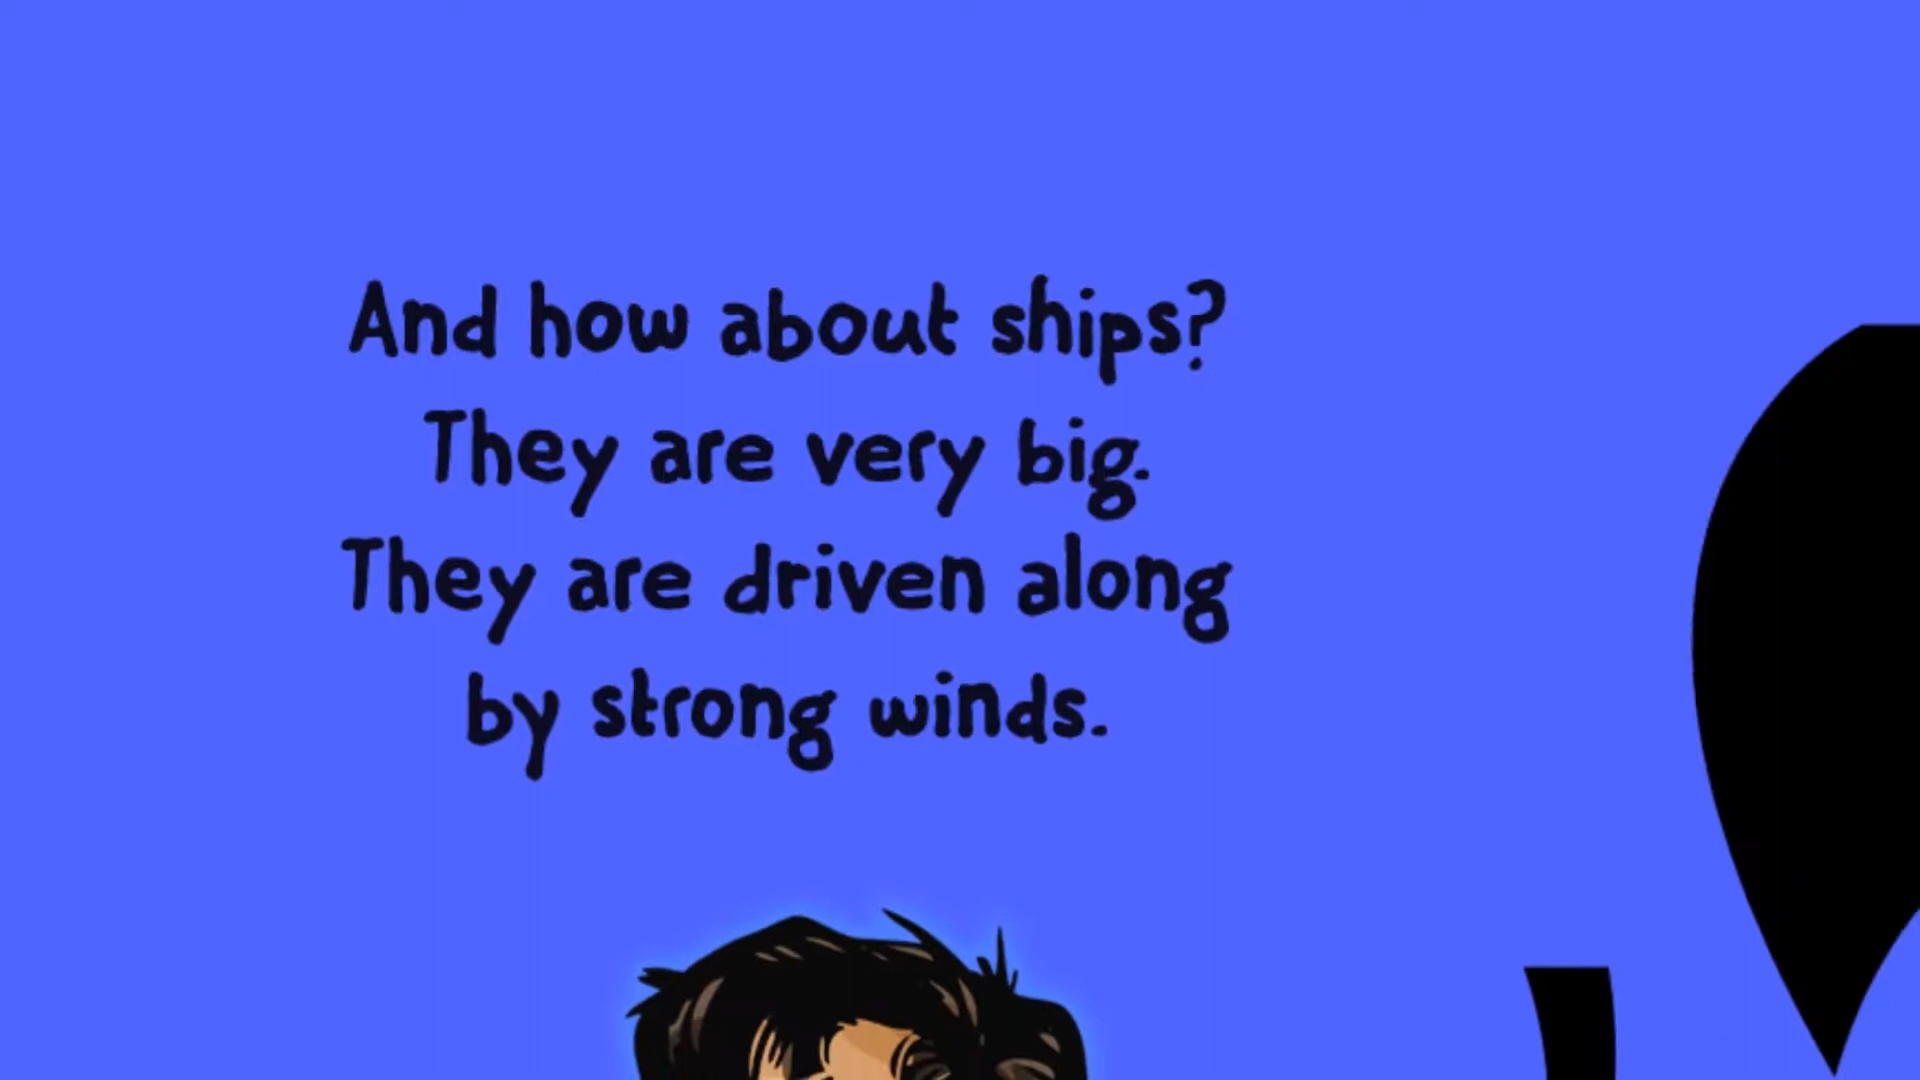 And how about ships?
They are very big.
They are driven along
by strong winds.